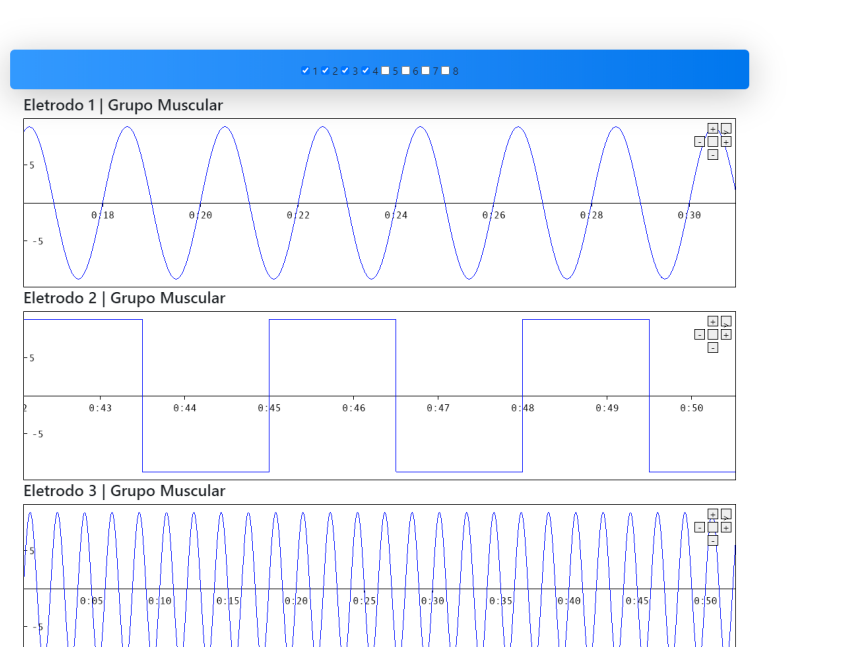 1 2 3 4 5 6 7 8
Eletrodo 1 | Grupo Muscular
+ >
- +
-
5
0:18 0:20 0:22 0:24 0:26 0:28 0:30
-5
Eletrodo 2 | Grupo Muscular
+ >
- +
-
5
2 0:43 0:44 0:45 0:46 0:47 0:48 0:49 0:50
-5
Eletrodo 3 | Grupo Muscular
+ >
- +
-
5
0:05 0:10 0:15 0:20 0:25 0:30 0:35 0:40 0:45 0:50
-5